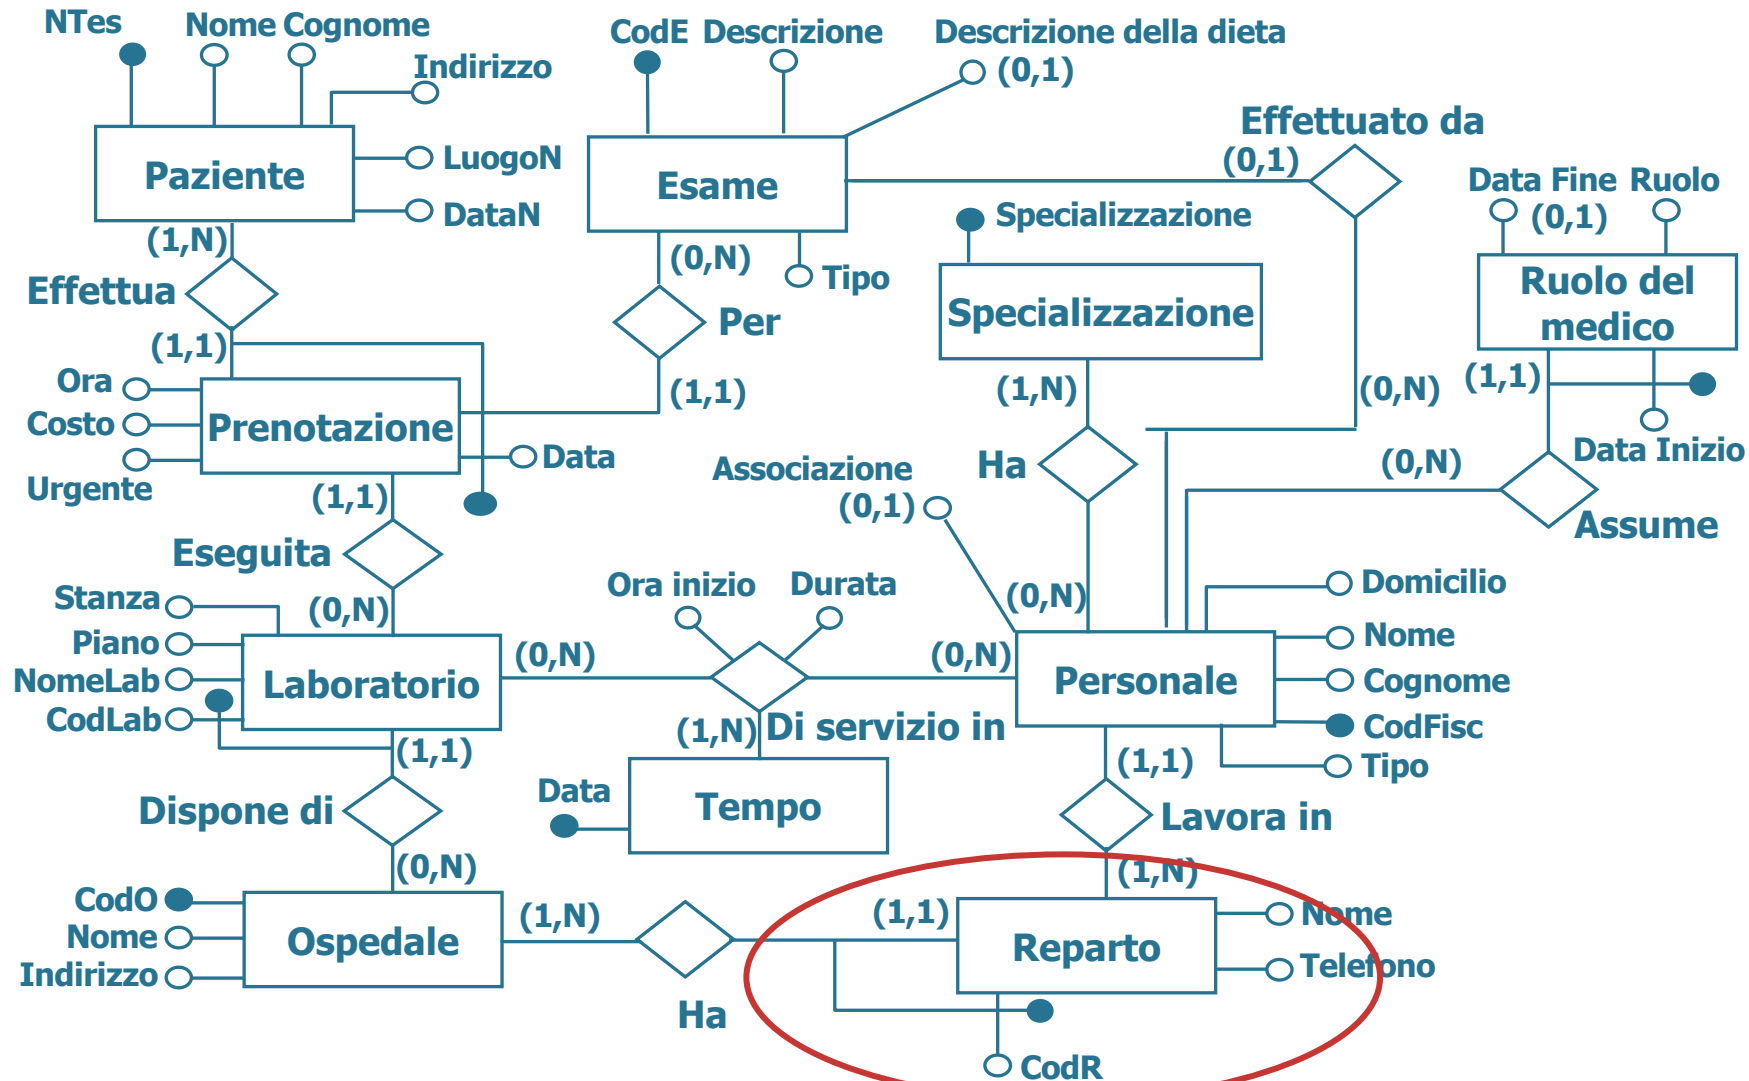 NTes
Nome Cognome
Indirizzo
Paziente
LuogoN
DataN
(1,N)
Effettua
(1,1)
CodE Descrizione
Descrizione della dieta
(0,1)
Esame
(0,N)
Tipo
Per
(1,1)
Effettuato da
(0,1)
(0,N)
Specializzazione
Specializzazione
(1,N)
Ha
(0,N)
Data Fine Ruolo
(0,1)
Ruolo del
medico
(1,1)
Data Inizio
(0,N)
Assume
Ora
Costo
Urgente
Prenotazione
Data
(1,1)
Eseguita
(0,N)
Stanza
Piano
NomeLab
CodLab
Laboratorio
(1,1)
Dispone di
(0,N)
Associazione
(0,1)
Ora inizio
Durata
(0,N)
(0,N)
(1,N)
Di servizio in
Data
Tempo
Personale
Domicilio
Nome
Cognome
CodFisc
Tipo
(1,1)
Lavora in
(1,N)
CodO
Nome
Indirizzo
Ospedale
(1,N)
Ha
(1,1)
Reparto
Nome
Telefono
CodR